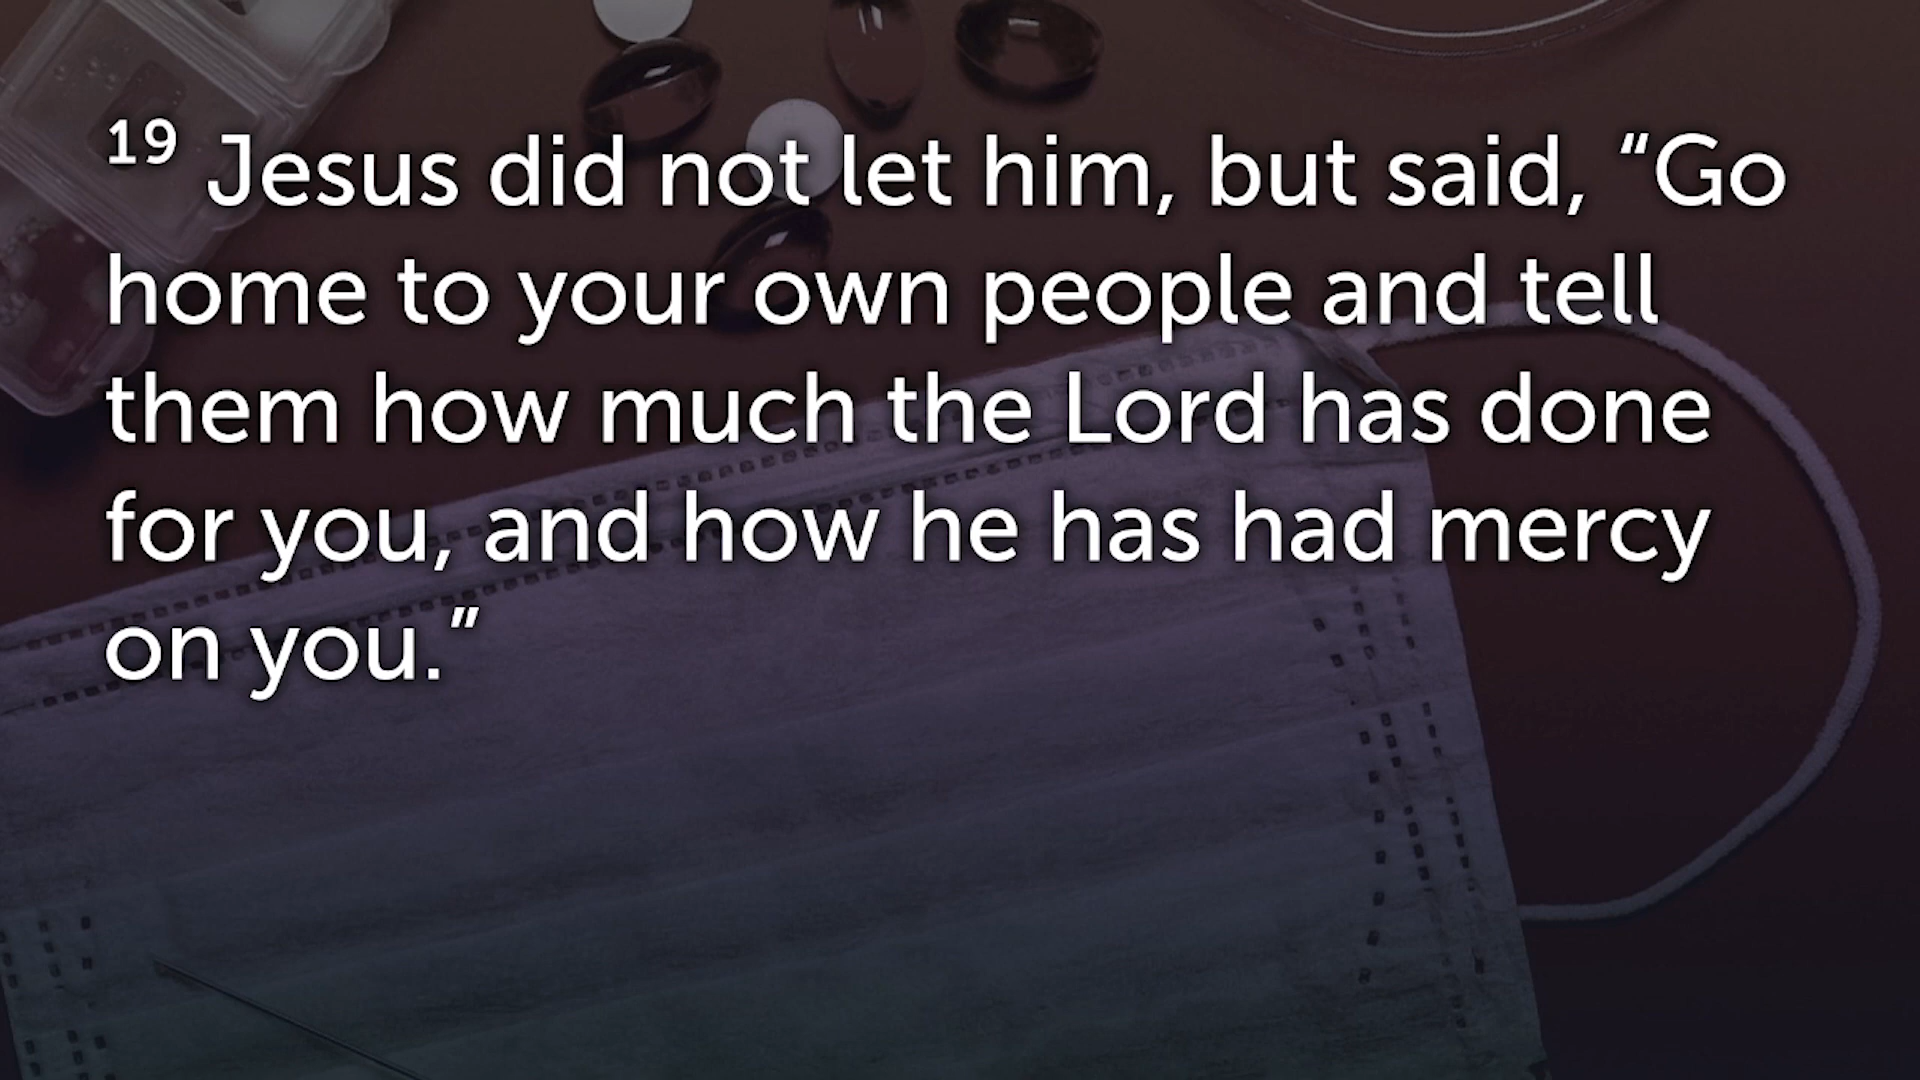 19 Jesus did not let him, but said, “Go
home to your own people and tell
them how much the Lord has done
for you, and how he has had mercy
on you.”